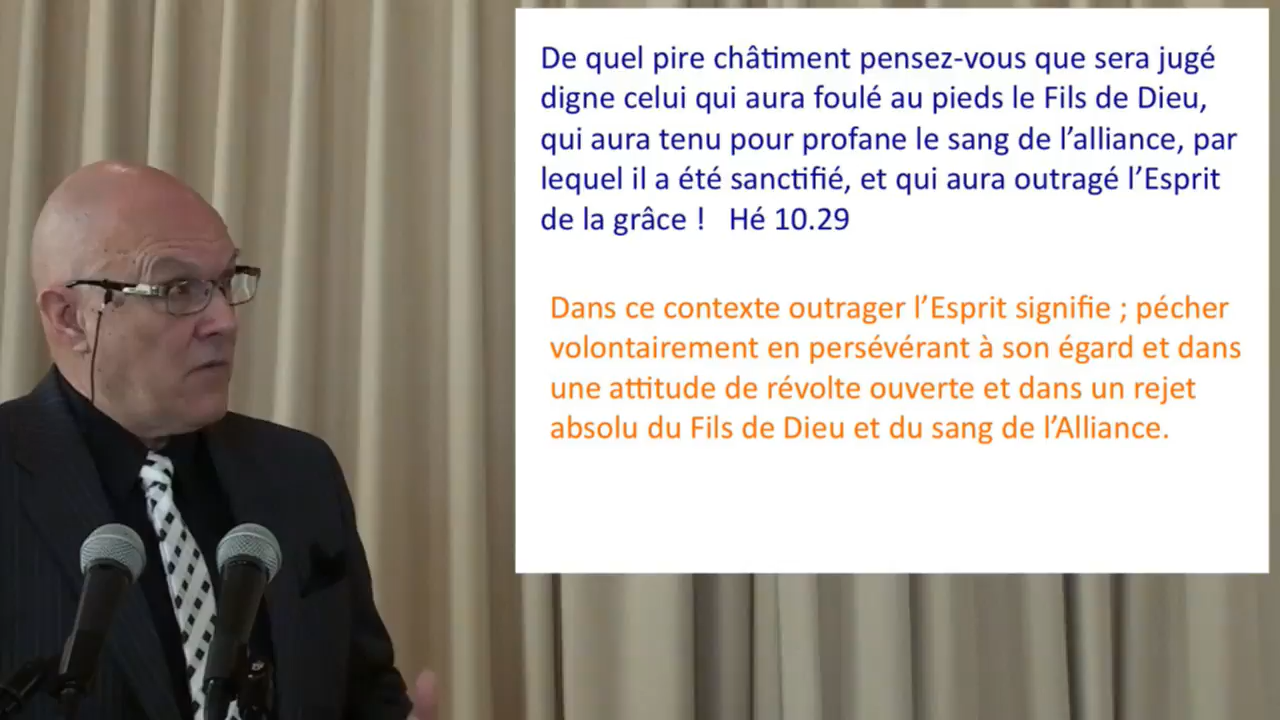 De quel pire châtiment pensez-vous que sera jugé
digne celui qui aura foulé au pieds le Fils de Dieu,
qui aura tenu pour profane le sang de l’alliance, par
lequel il a été sanctifié, et qui aura outragé l’Esprit
de la grâce ! Hé 10.29
Dans ce contexte outrager l’Esprit signifie ; pécher
volontairement en persévérant à son égard et dans
une attitude de révolte ouverte et dans un rejet
absolu du Fils de Dieu et du sang de l’Alliance.